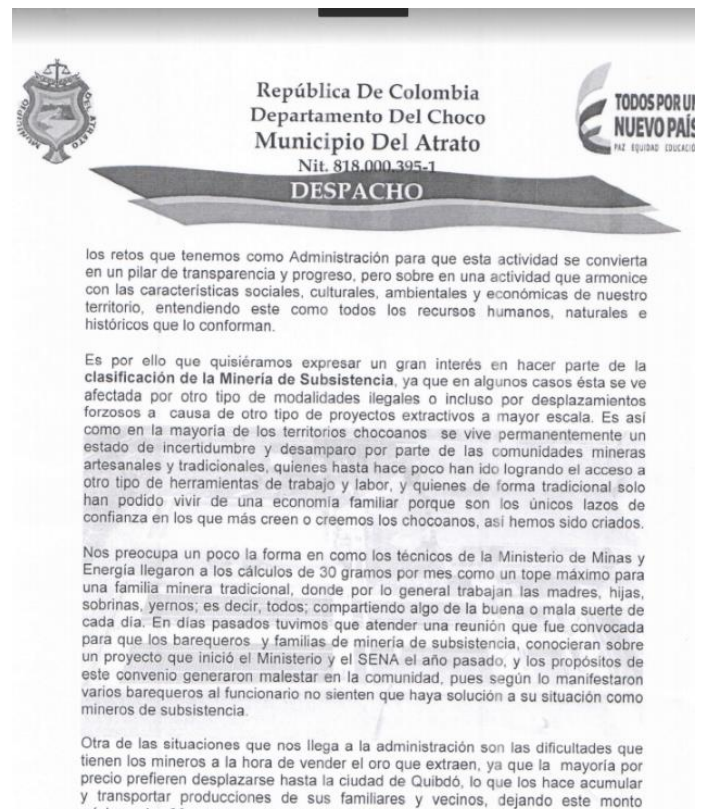 República De Colombia
Departamento Del Choco
Municipio Del Atrato
Nit. 818.000.395-1
DESPACHO
MUNICIPIO DEL ATRATO
TODOS POR UN
NUEVO PAÍS
PAZ EQUIDAD EDUCACIÓ
los retos que tenemos como Administración para que esta actividad se convierta
en un pilar de transparencia y progreso, pero sobre en una actividad que armonice
con las características sociales, culturales, ambientales y económicas de nuestro
territorio, entendiendo este como todos los recursos humanos, naturales e
históricos que lo conforman.
Es por ello que quisiéramos expresar un gran interés en hacer parte de la
clasificación de la Minería de Subsistencia, ya que en algunos casos ésta se ve
afectada por otro tipo de modalidades ilegales o incluso por desplazamientos
forzosos a causa de otro tipo de proyectos extractivos a mayor escala. Es así
como en la mayoría de los territorios chocoanos se vive permanentemente un
estado de incertidumbre y desamparo por parte de las comunidades mineras
artesanales y tradicionales, quienes hasta hace poco han ido logrando el acceso a
otro tipo de herramientas de trabajo y labor, y quienes de forma tradicional solo
han podido vivir de una economía familiar porque son los únicos lazos de
confianza en los que más creen o creemos los chocoanos, así hemos sido criados.
Nos preocupa un poco la forma en como los técnicos de la Ministerio de Minas y
Energía llegaron a los cálculos de 30 gramos por mes como un tope máximo para
una familia minera tradicional, donde por lo general trabajan las madres, hijas,
sobrinas, yernos; es decir, todos; compartiendo algo de la buena o mala suerte de
cada día. En días pasados tuvimos que atender una reunión que fue convocada
para que los barequeros y familias de minería de subsistencia, conocieran sobre
un proyecto que inició el Ministerio y el SENA el año pasado, y los propósitos de
este convenio generaron malestar en la comunidad, pues según lo manifestaron
varios barequeros al funcionario no sienten que haya solución a su situación como
mineros de subsistencia.
Otra de las situaciones que nos llega a la administración son las dificultades que
tienen los mineros a la hora de vender el oro que extraen, ya que la mayoría por
precio prefieren desplazarse hasta la ciudad de Quibdó, lo que los hace acumular
y transportar producciones de sus familiares y vecinos, dejando este monto